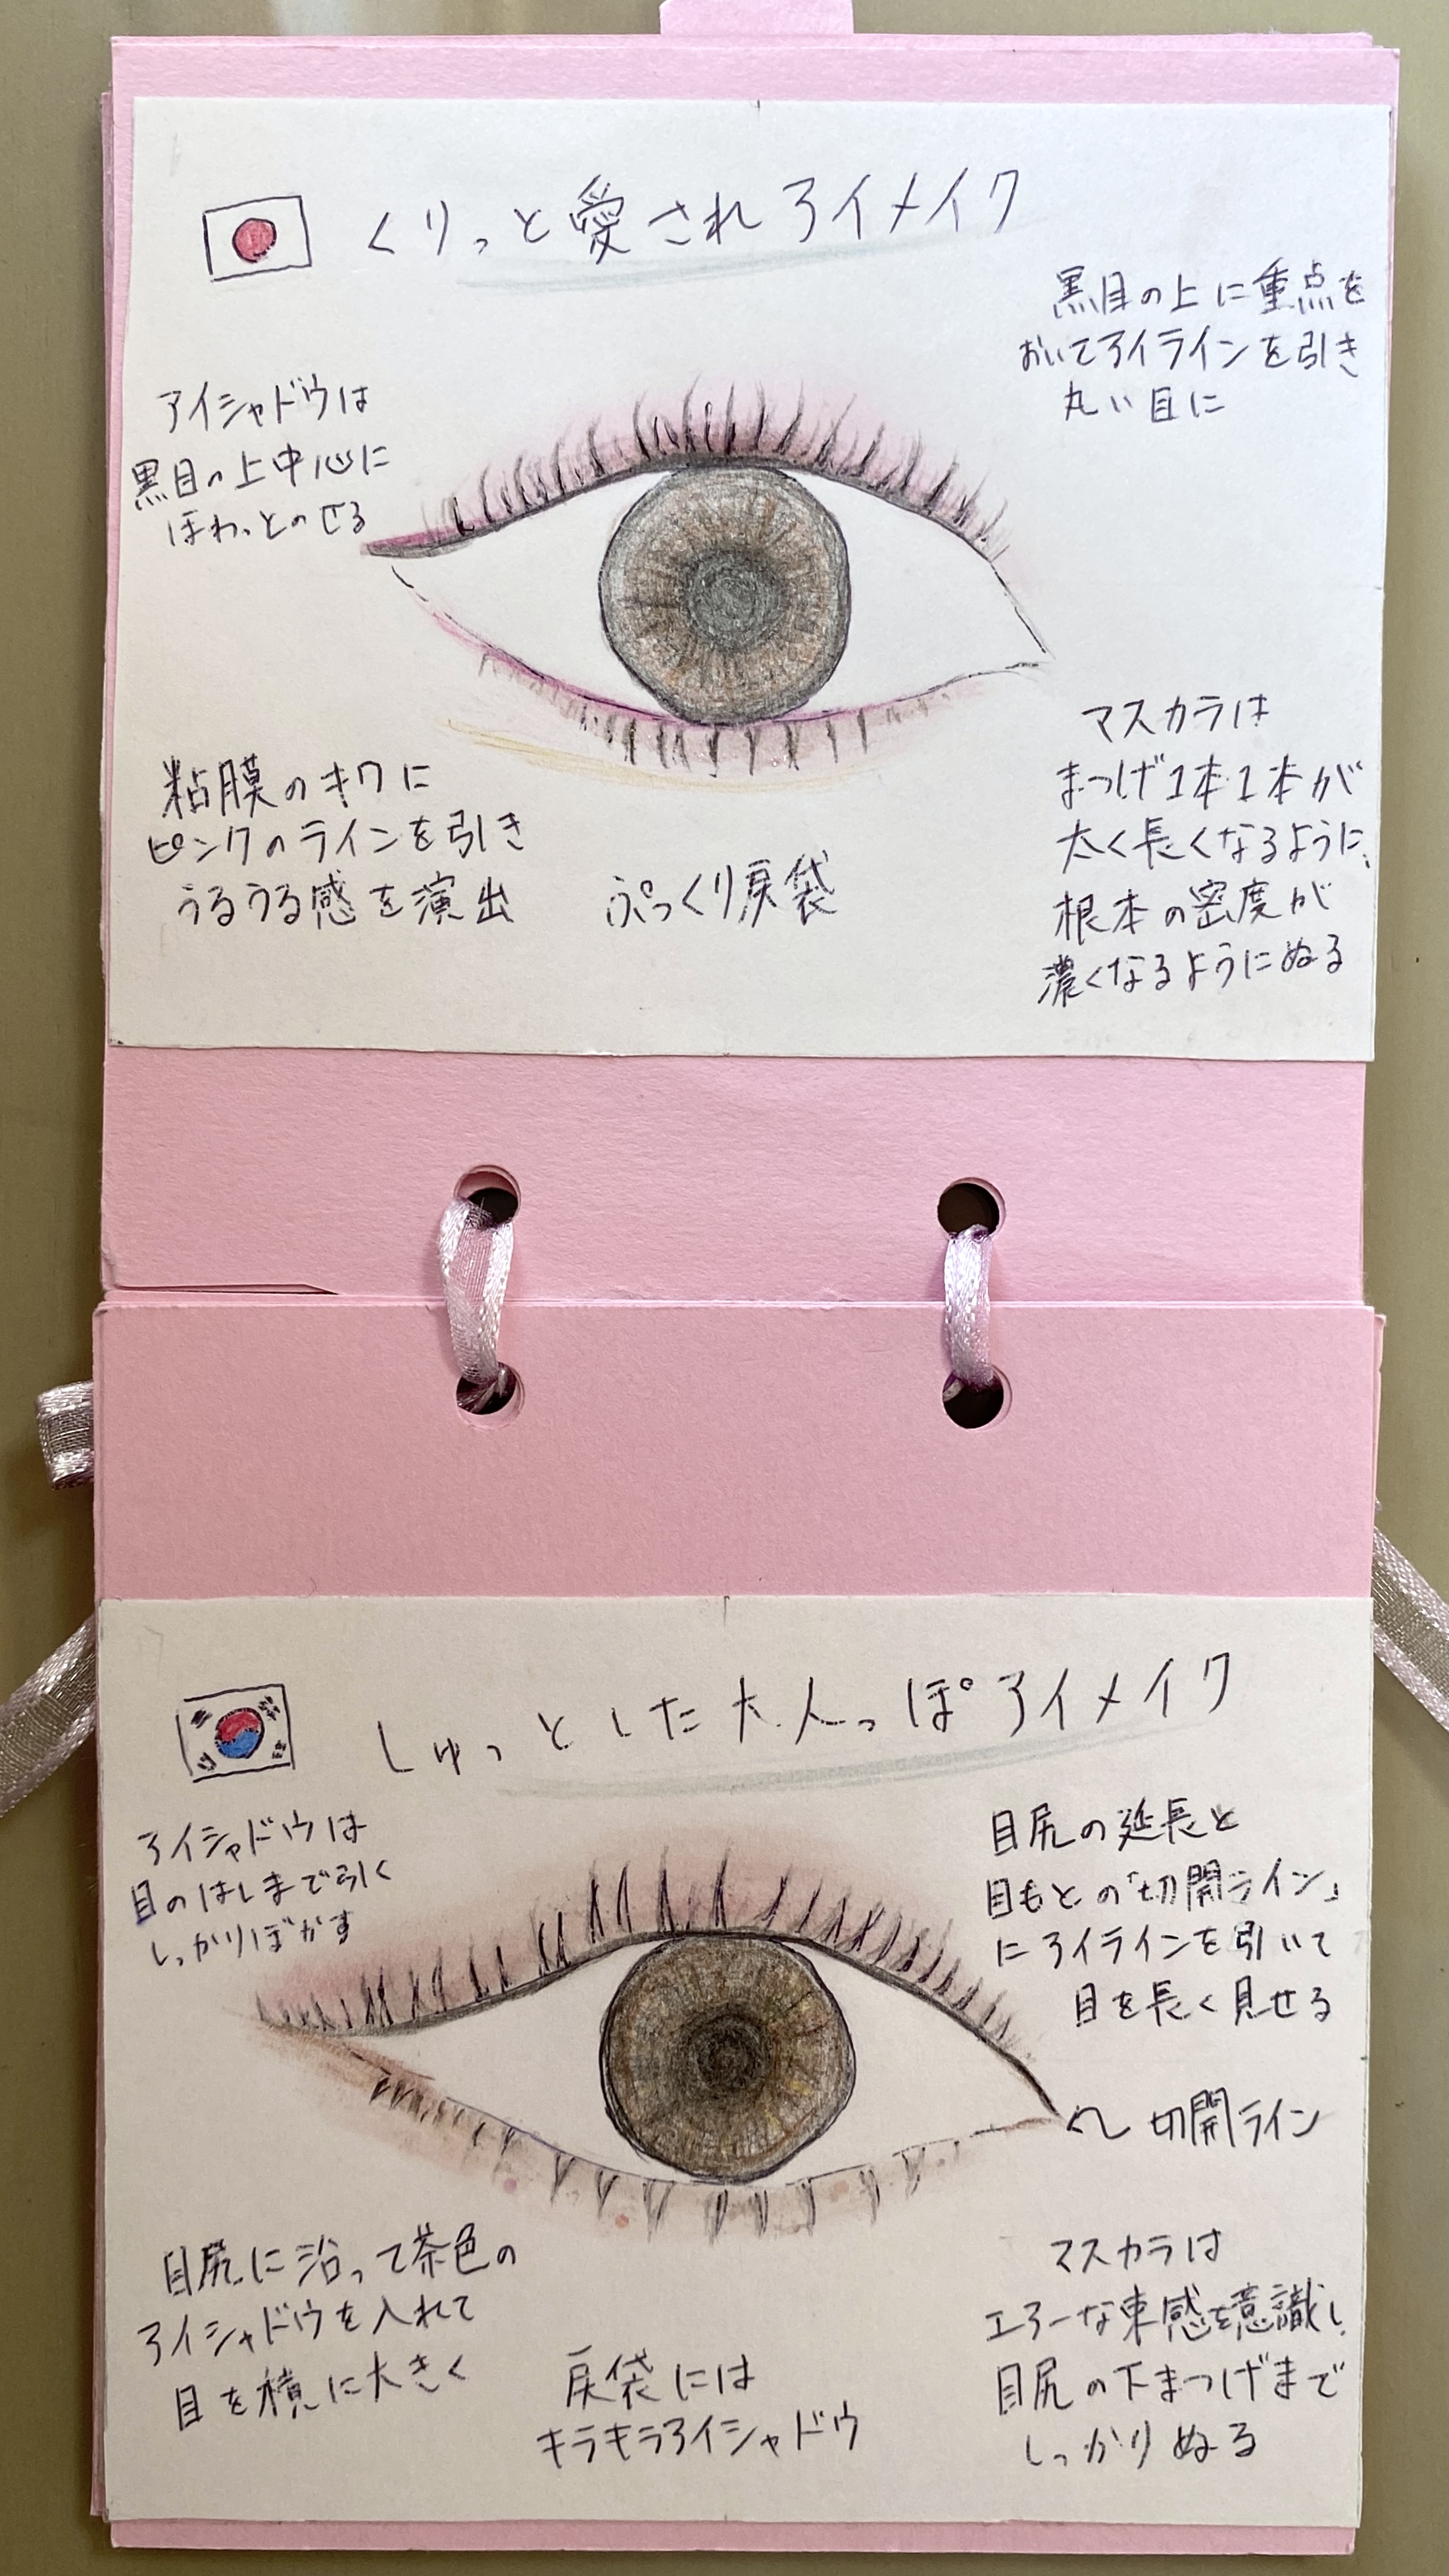 くりっと愛されアイメイク
黒目の上に重点を
おいてアイラインを引き
丸い目に
アイシャドウは
黒目の上中心に
ほわっとのせる
粘膜のキワに
ピンクのラインを引き
うるうる感を演出
ぷっくり涙袋
マスカラは
まつげ1本1本が
太く長くなるように、
根本の密度が
濃くなるようにぬる
しゅっとした大人っぽアイメイク
アイシャドウは
目のはしまで引く
しっかりぼかす
目尻の延長と
目もとの「切開ライン」
にアイラインを引いて
目を長く見せる
切開ライン
目尻に沿って茶色の
アイシャドウを入れて
目を横に大きく
涙袋には
キラキラアイシャドウ
マスカラは
エアーな束感を意識し、
目尻の下まつげまで
しっかりぬる